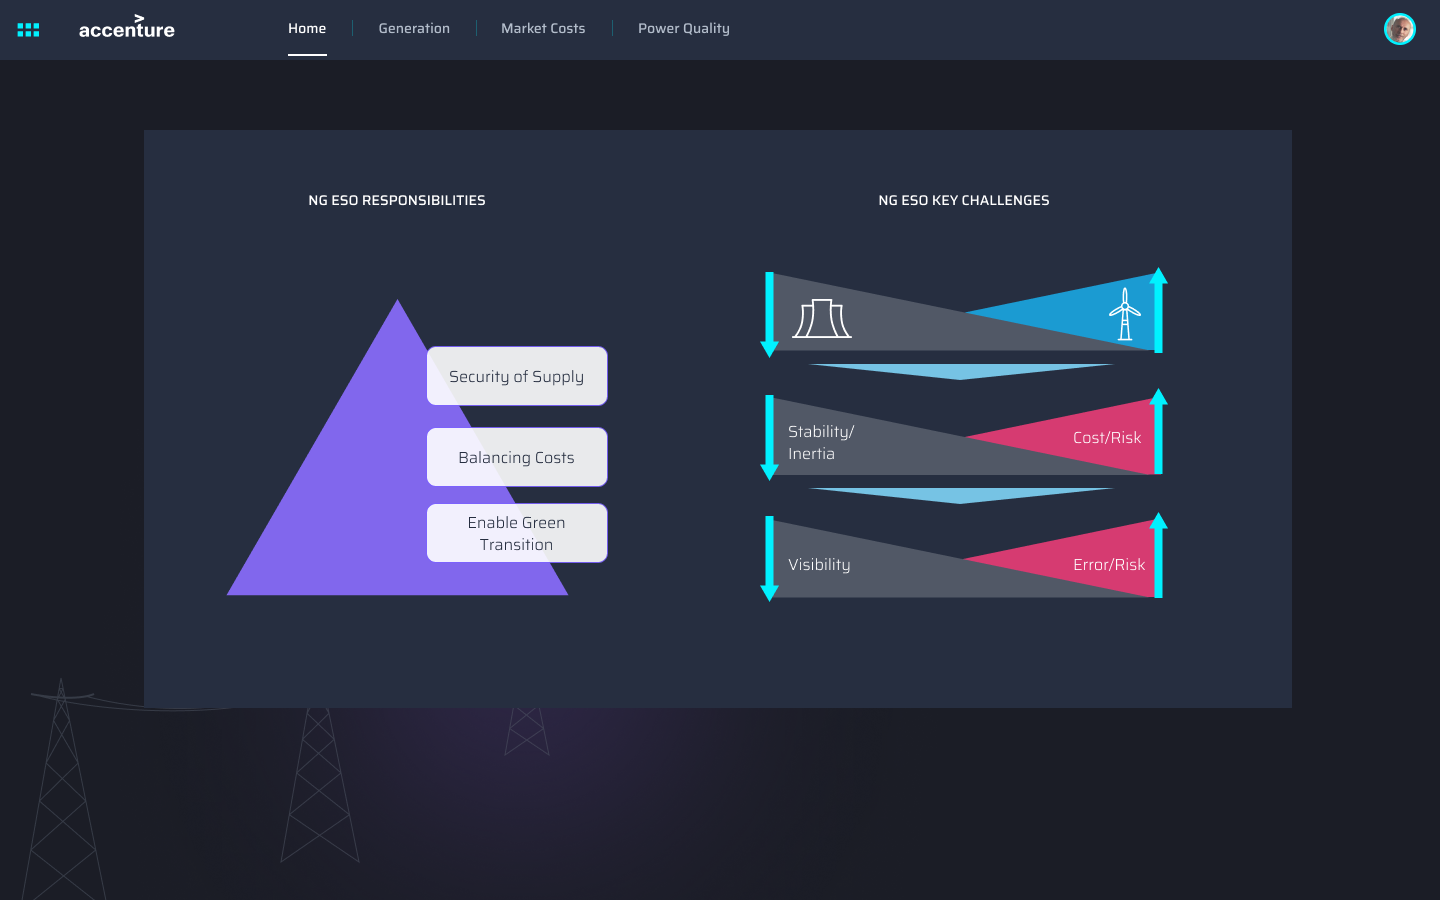 accenture
Home
Generation
Market Costs
Power Quality
NG ESO RESPONSIBILITIES
Security of Supply
Balancing Costs
Enable Green
Transition
NG ESO KEY CHALLENGES
Stability/
Inertia
Cost/Risk
Visibility
Error/Risk